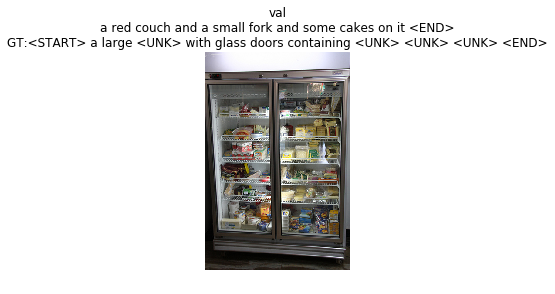 val
a red couch and a small fork and some cakes on it <END>
GT:<START> a large <UNK> with glass doors containing <UNK> <UNK> <UNK> <END>